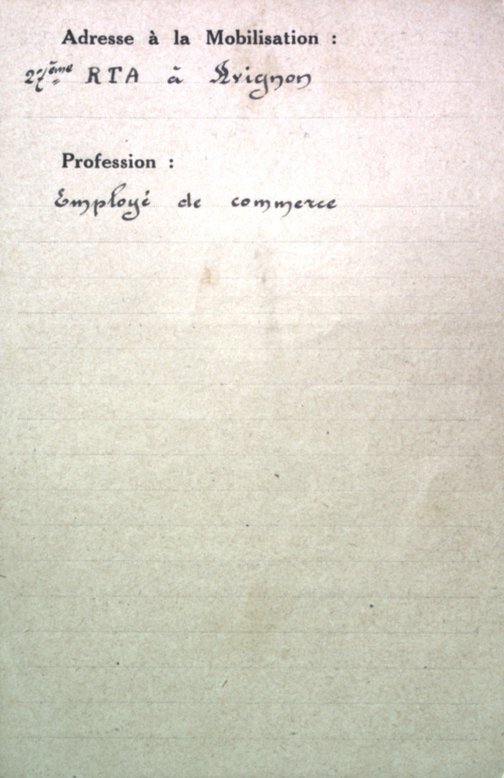 Adresse à la Mobilisation :
27ème RTA à Avignon
Profession :
Employé de commerce